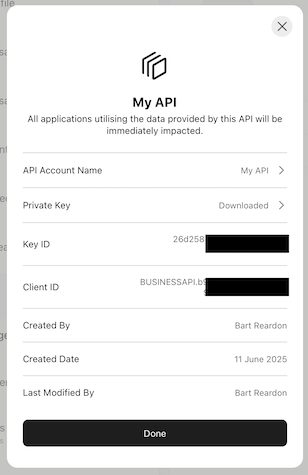 My API
All applications utilising the data provided by this API will be
immediately impacted.
API Account Name My API
Private Key Downloaded
Key ID 26d258
Client ID BUSINESSAPI.b9
Created By Bart Reardon
Created Date 11 June 2025
Last Modified By Bart Reardon
Done